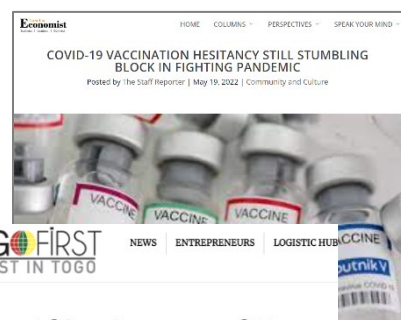 Economist
HOME COLUMNS PERSPECTIVES SPEAK YOUR MIND
COVID-19 VACCINATION HESITANCY STILL STUMBLING
BLOCK IN FIGHTING PANDEMIC
Posted by The Staff Reporter | May 19, 2022 | Community and Culture
VACCINE
VACCINE
VACCINE
VACCINE
GOFIRST
ST IN TOGO
NEWS ENTREPRENEURS LOGISTIC HUB